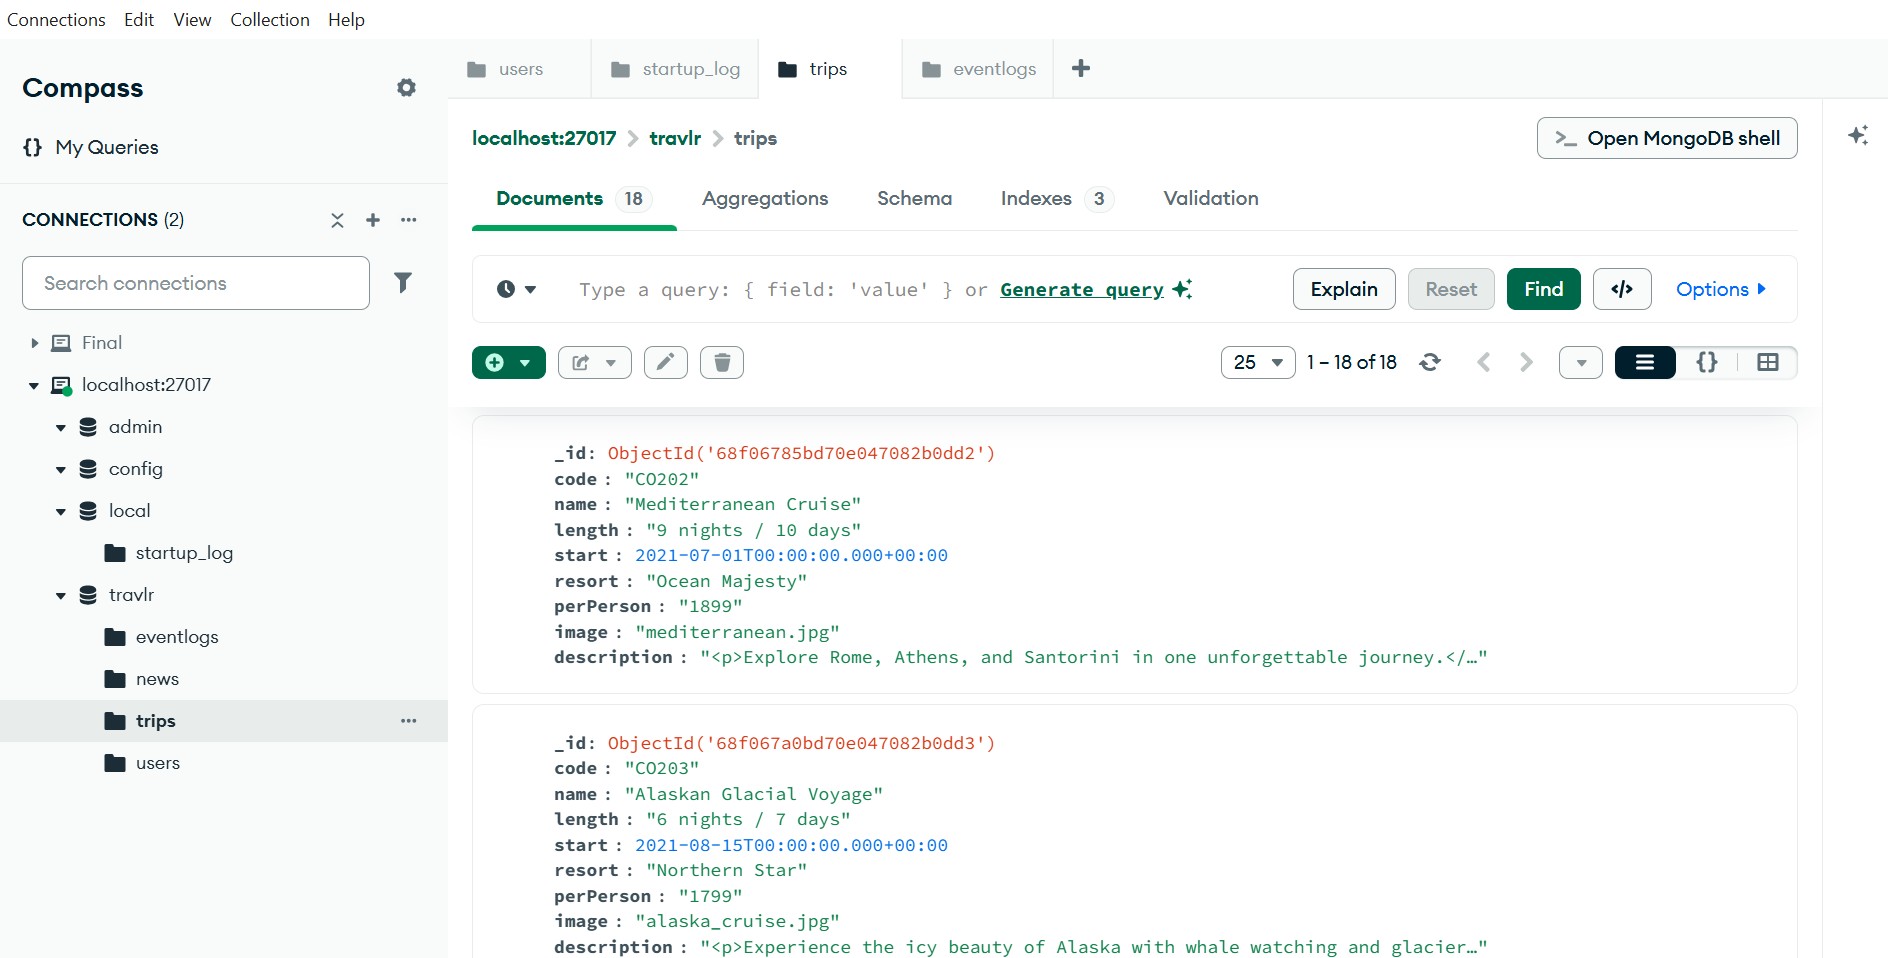 Connections Edit View Collection Help
Compass
{} My Queries
CONNECTIONS (2)
Search connections
Final
localhost:27017
admin
config
local
startup_log
travlr
eventlogs
news
trips
users
users startup_log trips eventlogs
localhost:27017 > travlr > trips
>_ Open MongoDB shell
Documents 18 Aggregations Schema Indexes 3 Validation
Type a query: { field: 'value' } or Generate query
Explain Reset Find </> Options
25 1 – 18 of 18 {}
_id: ObjectId('68f06785bd70e047082b0dd2')
code : "CO202"
name : "Mediterranean Cruise"
length : "9 nights / 10 days"
start : 2021-07-01T00:00:00.000+00:00
resort : "Ocean Majesty"
perPerson : "1899"
image : "mediterranean.jpg"
description : "<p>Explore Rome, Athens, and Santorini in one unforgettable journey.</…"
_id: ObjectId('68f067a0bd70e047082b0dd3')
code : "CO203"
name : "Alaskan Glacial Voyage"
length : "6 nights / 7 days"
start : 2021-08-15T00:00:00.000+00:00
resort : "Northern Star"
perPerson : "1799"
image : "alaska_cruise.jpg"
description : "<p>Experience the icy beauty of Alaska with whale watching and glacier…"